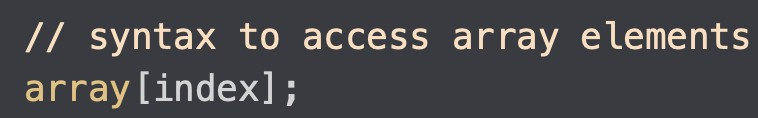 // syntax to access array elements
array[index];